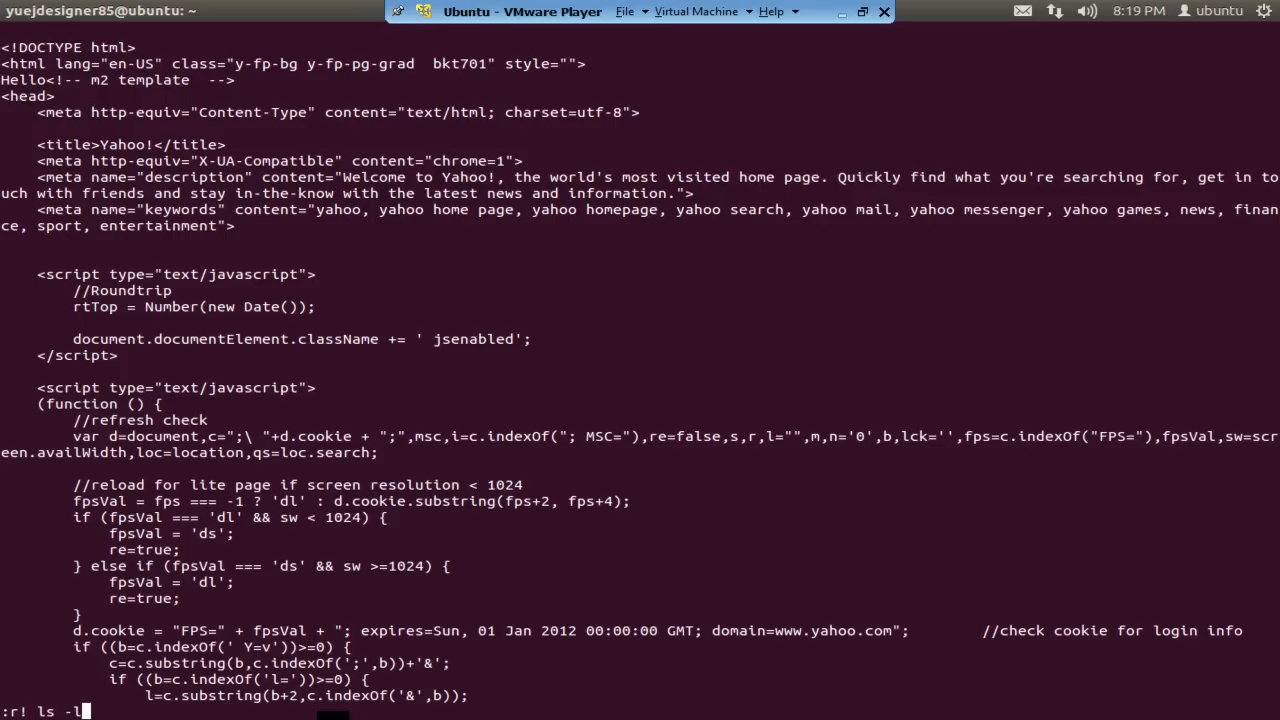 yuejdesigner85@ubuntu: ~
Ubuntu - VMware Player File Virtual Machine Help
8:19 PM ubuntu
<!DOCTYPE html>
<html lang="en-US" class="y-fp-bg y-fp-pg-grad  bkt701" style="">
Hello<!-- m2 template  -->
<head>
    <meta http-equiv="Content-Type" content="text/html; charset=utf-8">
    <title>Yahoo!</title>
    <meta http-equiv="X-UA-Compatible" content="chrome=1">
    <meta name="description" content="Welcome to Yahoo!, the world's most visited home page. Quickly find what you're searching for, get in to
uch with friends and stay in-the-know with the latest news and information.">
    <meta name="keywords" content="yahoo, yahoo home page, yahoo homepage, yahoo search, yahoo mail, yahoo messenger, yahoo games, news, finan
ce, sport, entertainment">
    <script type="text/javascript">
        //Roundtrip
        rtTop = Number(new Date());
        document.documentElement.className += ' jsenabled';
    </script>
    <script type="text/javascript">
    (function () {
        //refresh check
        var d=document,c=";\ "+d.cookie + ";",msc,i=c.indexOf("; MSC="),re=false,s,r,l="",m,n='0',b,lck='',fps=c.indexOf("FPS="),fpsVal,sw=scr
een.availWidth,loc=location,qs=loc.search;
        //reload for lite page if screen resolution < 1024
        fpsVal = fps === -1 ? 'dl' : d.cookie.substring(fps+2, fps+4);
        if (fpsVal === 'dl' && sw < 1024) {
            fpsVal = 'ds';
            re=true;
        } else if (fpsVal === 'ds' && sw >=1024) {
            fpsVal = 'dl';
            re=true;
        }
        d.cookie = "FPS=" + fpsVal + "; expires=Sun, 01 Jan 2012 00:00:00 GMT; domain=www.yahoo.com";        //check cookie for login info
        if ((b=c.indexOf(' Y=v'))>=0) {
            c=c.substring(b,c.indexOf(';',b))+'&';
            if ((b=c.indexOf('l='))>=0) {
                l=c.substring(b+2,c.indexOf('&',b));
:r! ls -l